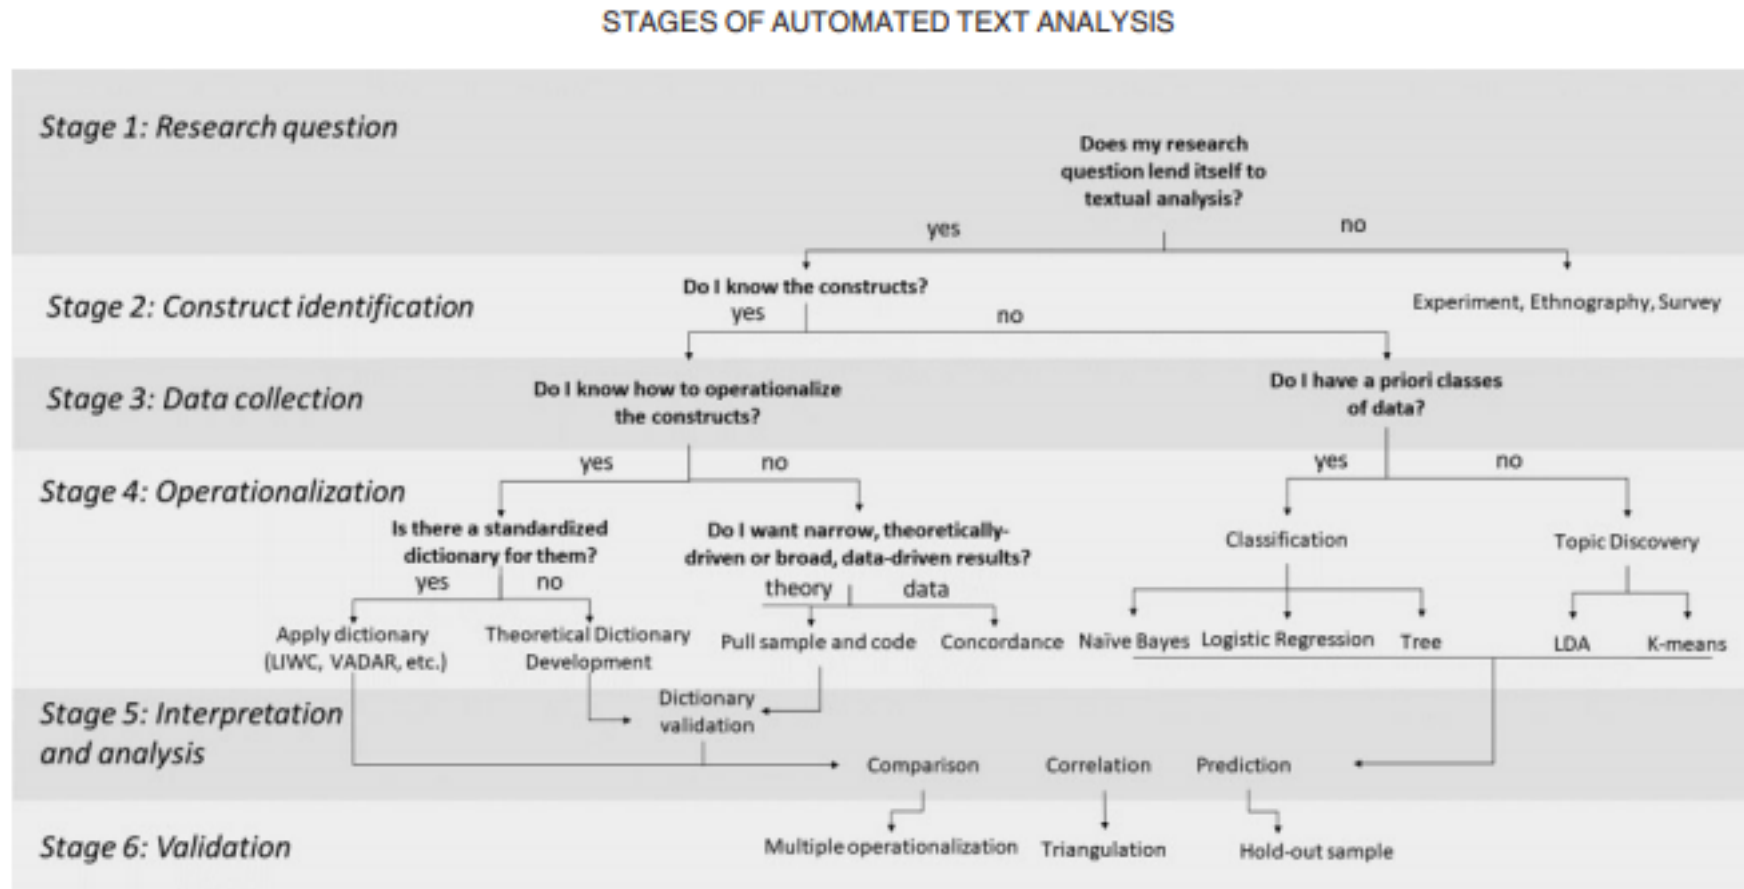 STAGES OF AUTOMATED TEXT ANALYSIS
Stage 1: Research question
Does my research
question lend itself to
textual analysis?
yes
no
Stage 2: Construct identification
Do I know the constructs?
yes
no
Experiment, Ethnography, Survey
Stage 3: Data collection
Do I know how to operationalize
the constructs?
Do I have a priori classes
of data?
Stage 4: Operationalization
yes
no
yes
no
Is there a standardized
dictionary for them?
Do I want narrow, theoretically-
driven or broad, data-driven results?
Classification
Topic Discovery
yes
no
theory
data
Apply dictionary
(LIWC, VADAR, etc.)
Theoretical Dictionary
Development
Pull sample and code
Concordance
Naïve Bayes
Logistic Regression
Tree
LDA
K-means
Stage 5: Interpretation
and analysis
Dictionary
validation
Comparison
Correlation
Prediction
Stage 6: Validation
Multiple operationalization
Triangulation
Hold-out sample